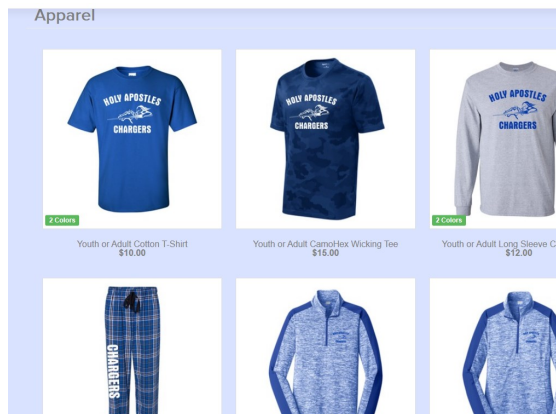 Apparel
HOLY APOSTLES
CHARGERS
HOLY APOSTLES
CHARGERS
HOLY APOSTLES
CHARGERS
2 Colors
2 Colors
Youth or Adult Cotton T-Shirt
Youth or Adult CamoHex Wicking Tee
Youth or Adult Long Sleeve C
$10.00
$15.00
$12.00
CHARGERS